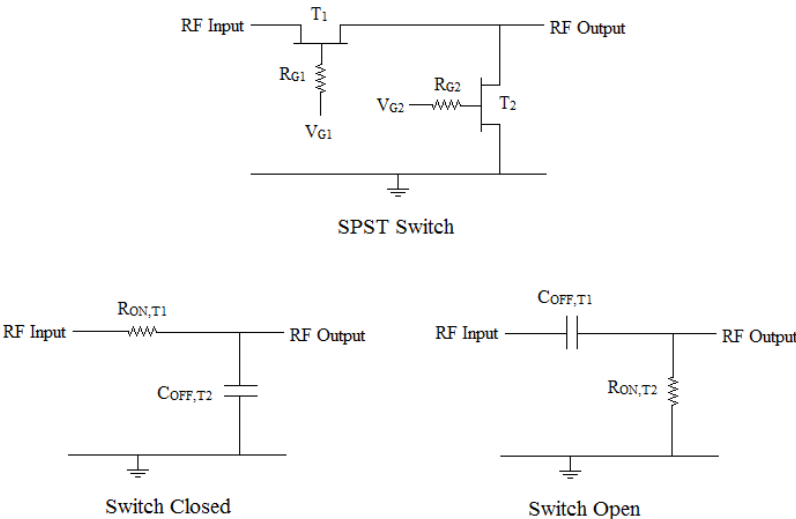 T1
RF Input
RF Output
RG1
RG2
VG2
T2
VG1
SPST Switch
RON,T1
RF Input
RF Output
COFF,T2
Switch Closed
COFF,T1
RF Input
RF Output
RON,T2
Switch Open